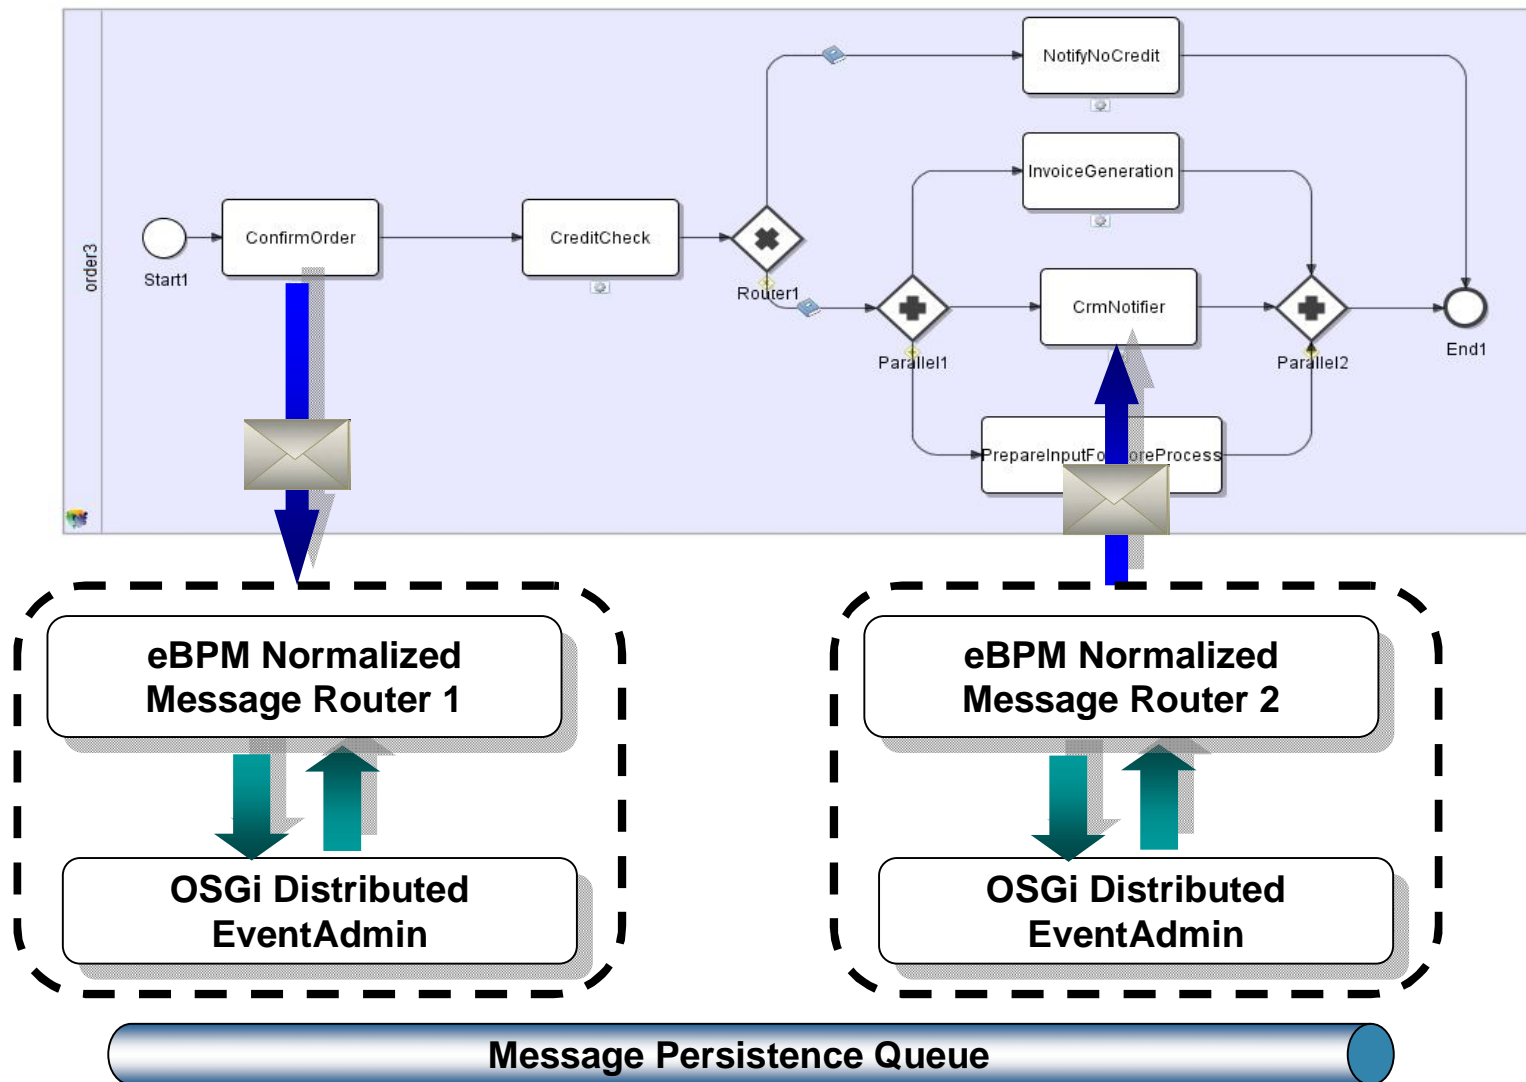 order3
Start1
ConfirmOrder
CreditCheck
Router1
NotifyNoCredit
InvoiceGeneration
Parallel1
CrmNotifier
Parallel2
End1
eBPM Normalized
Message Router 1
eBPM Normalized
Message Router 2
OSGi Distributed
EventAdmin
OSGi Distributed
EventAdmin
Message Persistence Queue